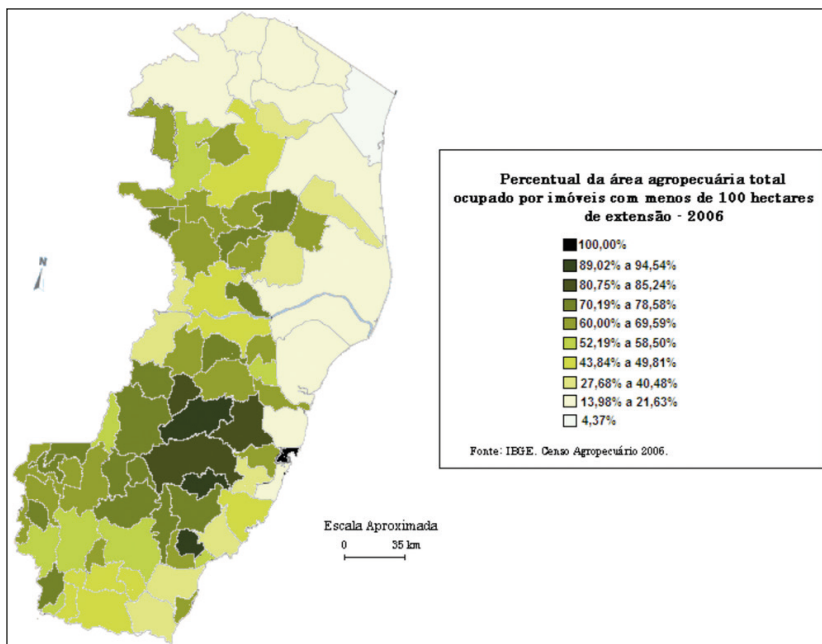 N
Percentual da área agropecuária total
ocupado por imóveis com menos de 100 hectares
de extensão - 2006
100,00%
89,02% a 94,54%
80,75% a 85,24%
70,19% a 78,58%
60,00% a 69,59%
52,19% a 58,50%
43,84% a 49,81%
27,68% a 40,48%
13,98% a 21,63%
4,37%
Fonte: IBGE. Censo Agropecuário 2006.
Escala Aproximada
0 35 km